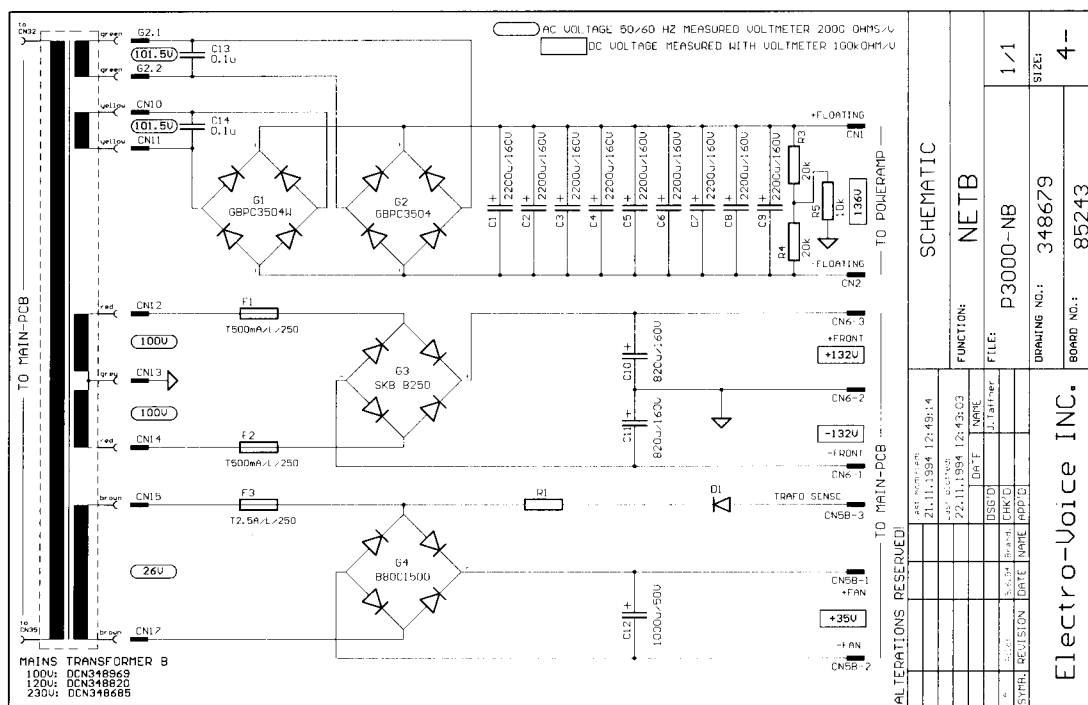 AC VOLTAGE 50/60 HZ MEASURED VOLTMETER 200C OHMS/V
DC VOLTAGE MEASURED WITH VOLTMETER 100kOHM/V
to CN32
green G2.1
101.5V
C13
0.1u
green G2.2
yellow CN10
101.5V
C14
0.1u
yellow CN11
G1
GBPC3504W
G2
GBPC3504
C1 + 2200u/160V
C2 + 2200u/160V
C3 + 2200u/160V
C4 + 2200u/160V
C5 + 2200u/160V
C6 + 2200u/160V
C7 + 2200u/160V
C8 + 2200u/160V
C9 + 2200u/160V
R3 20k
R5 10k
R4 20k
136V
+FLOATING
CN1
-FLOATING
CN2
TO POWERAMP
TO MAIN-PCB
red CN12
F1
T500mA/L/250
100V
grey CN13
100V
red CN14
F2
T500mA/L/250
G3
SKB B250
C10 + 820u/160V
C11 + 820u/160V
CN6-3
+FRONT
+132V
CN6-2
-132V
-FRONT
CN6-1
brown CN15
F3
T2.5A/L/250
R1
D1
TRAFO SENSE
CN5B-3
26V
G4
B80C1500
C12 + 1000u/50V
CN5B-1
+FAN
+35V
-FAN
CN5B-2
TO MAIN-PCB
to CN35
brown CN17
MAINS TRANSFORMER B
100V: DCN348969
120V: DCN348820
230V: DCN348685
ALTERATIONS RESERVED!
SCHEMATIC
FUNCTION: NETB
FILE: P3000-NB
1/1
DRAWING NO.: 348679
SIZE: 4-
BOARD NO.: 85243
21.11.1994 12:49:14
22.11.1994 12:43:03
DATE NAME
DSG'D J.Taffner
CHK'D
APP'D
SYMB. REVISION DATE NAME
Electro-Voice INC.